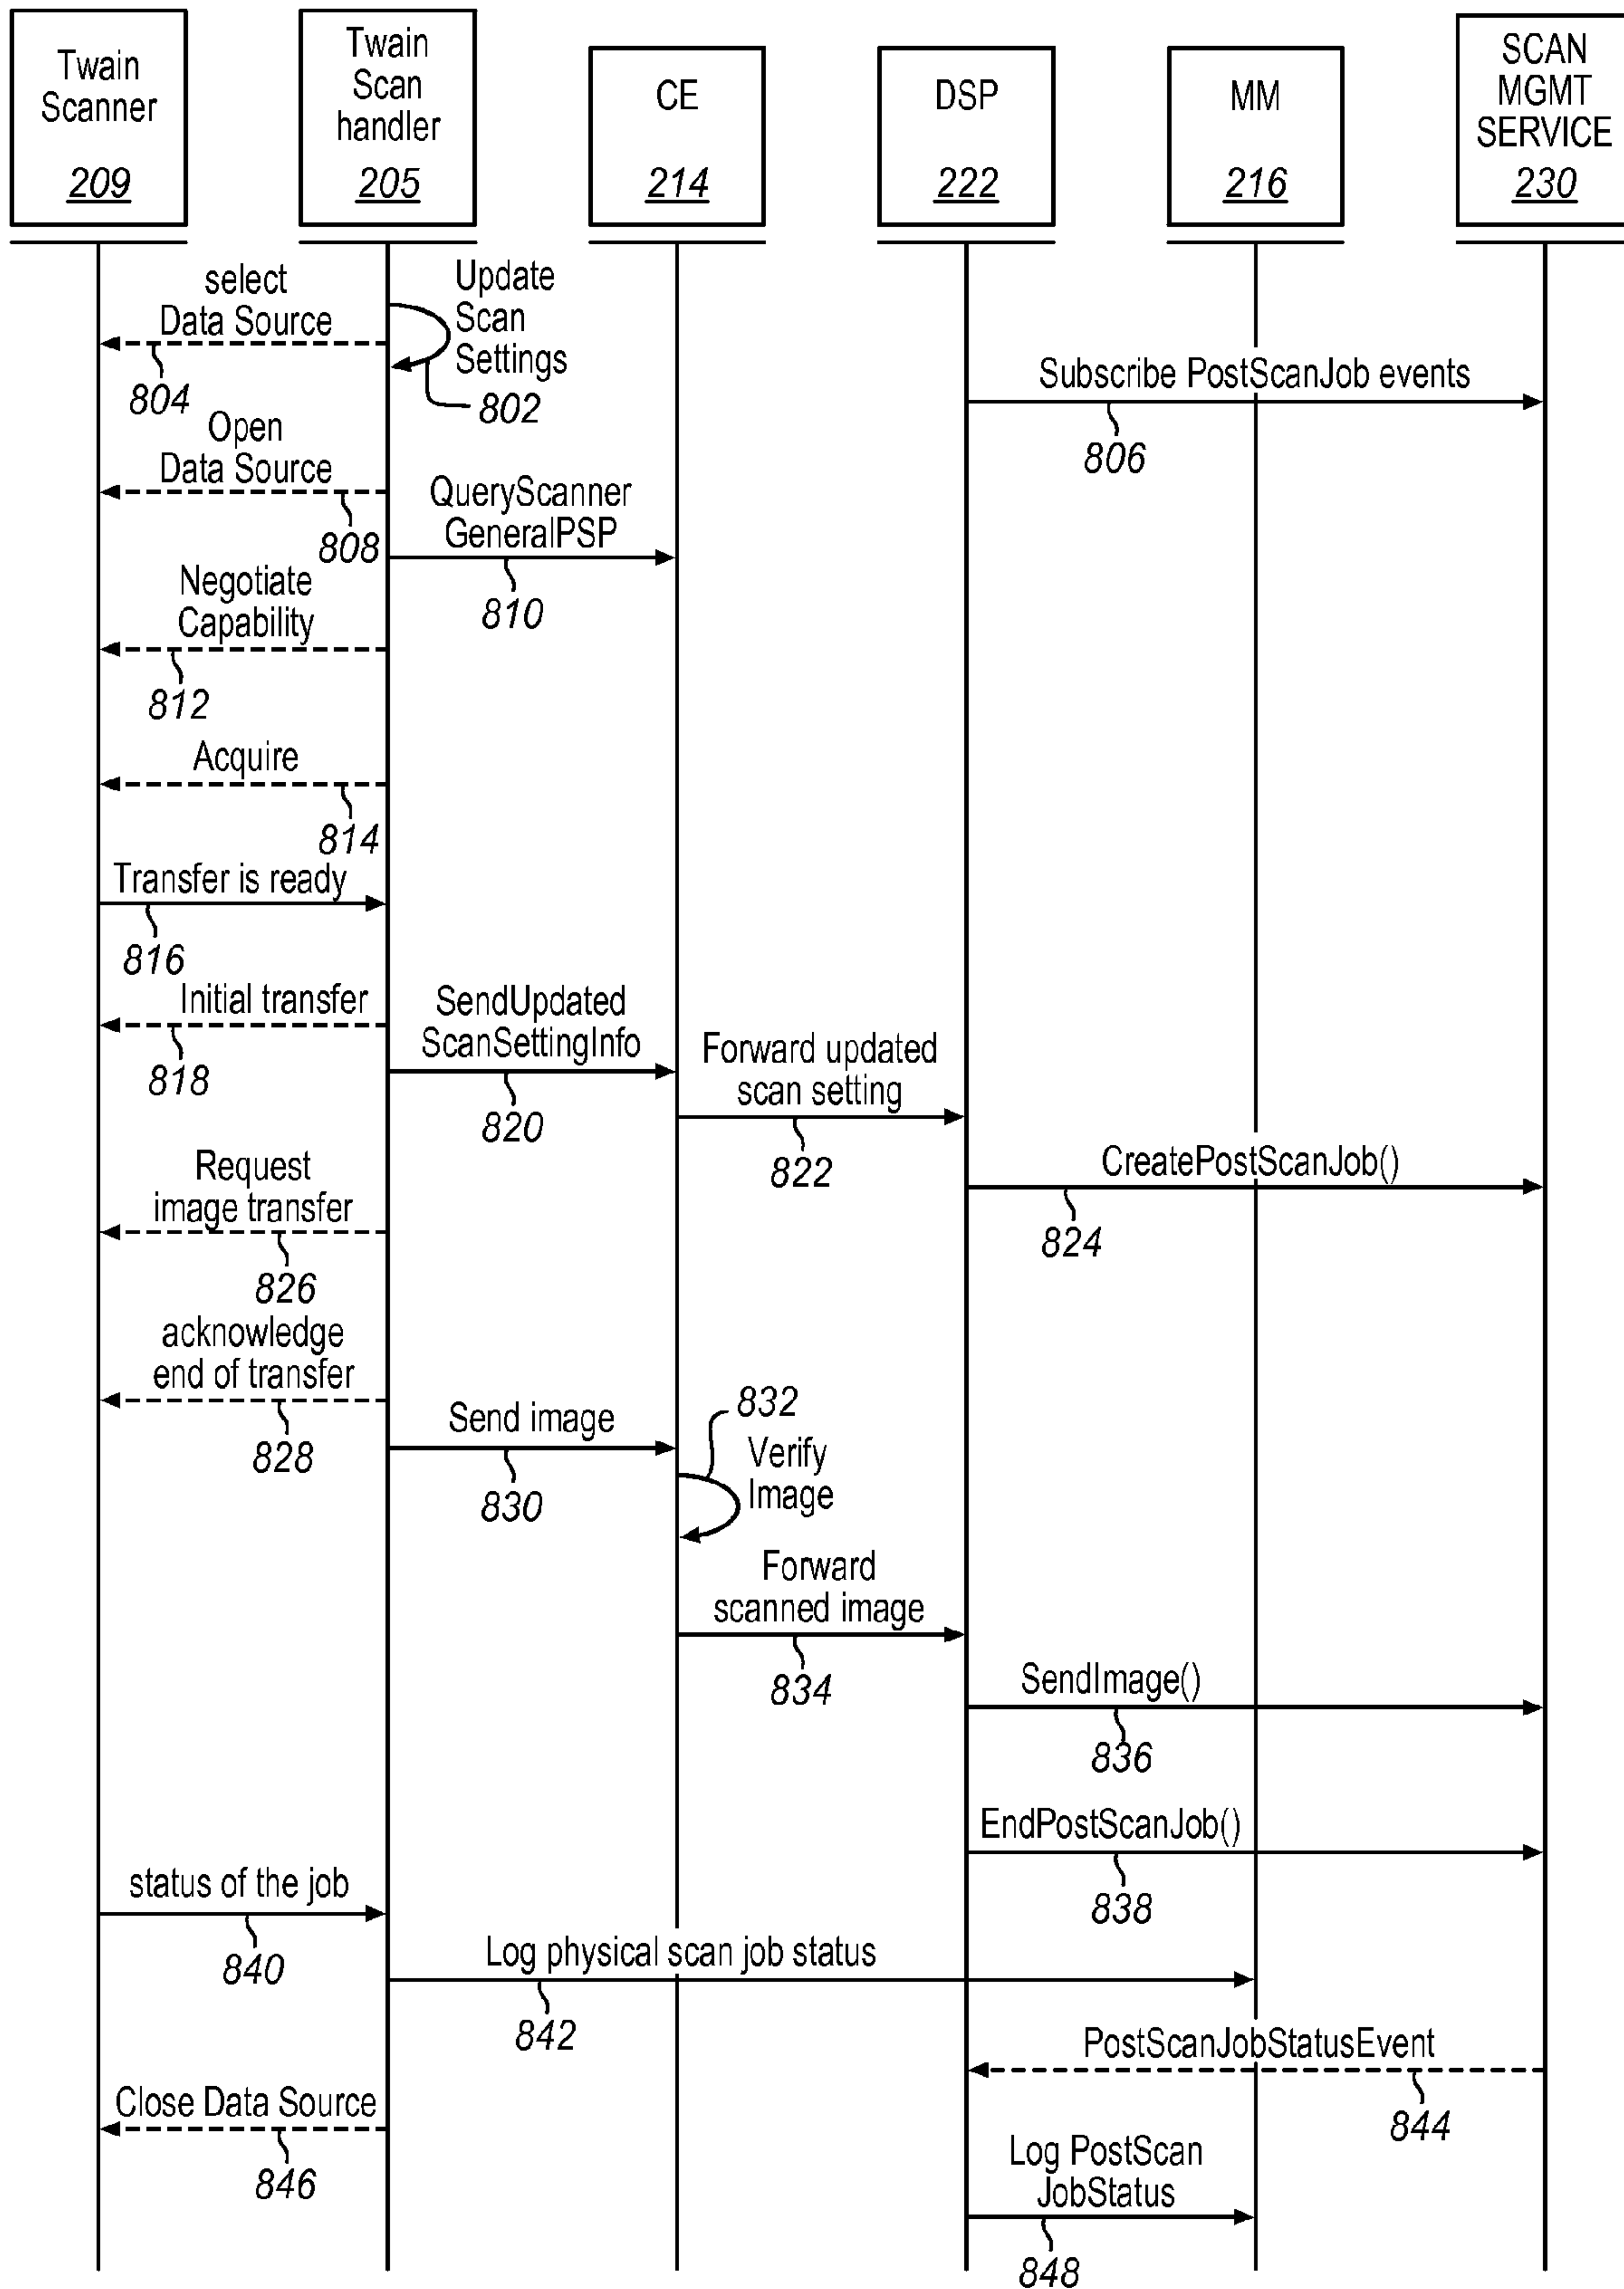 Twain
Scanner
209
Twain
Scan
handler
205
CE
214
DSP
222
MM
216
SCAN
MGMT
SERVICE
230
select
Data Source
804
Update
Scan
Settings
802
Subscribe PostScanJob events
806
Open
Data Source
808
QueryScanner
GeneralPSP
810
Negotiate
Capability
812
Acquire
814
Transfer is ready
816
Initial transfer
818
SendUpdated
ScanSettingInfo
820
Forward updated
scan setting
822
CreatePostScanJob()
824
Request
image transfer
826
acknowledge
end of transfer
828
Send image
830
832
Verify
Image
Forward
scanned image
834
SendImage()
836
EndPostScanJob()
838
status of the job
840
Log physical scan job status
842
PostScanJobStatusEvent
844
Close Data Source
846
Log PostScan
JobStatus
848